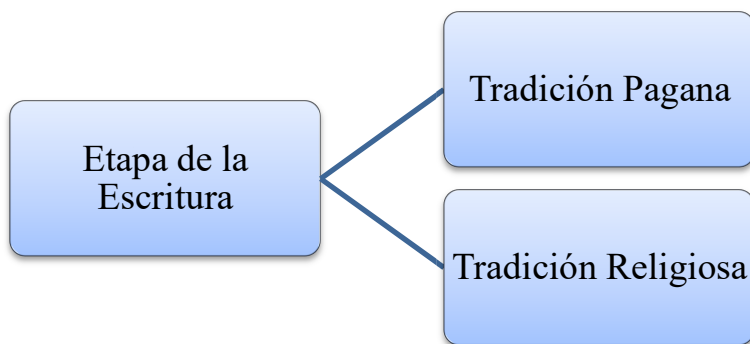 Etapa de la
Escritura
Tradición Pagana
Tradición Religiosa